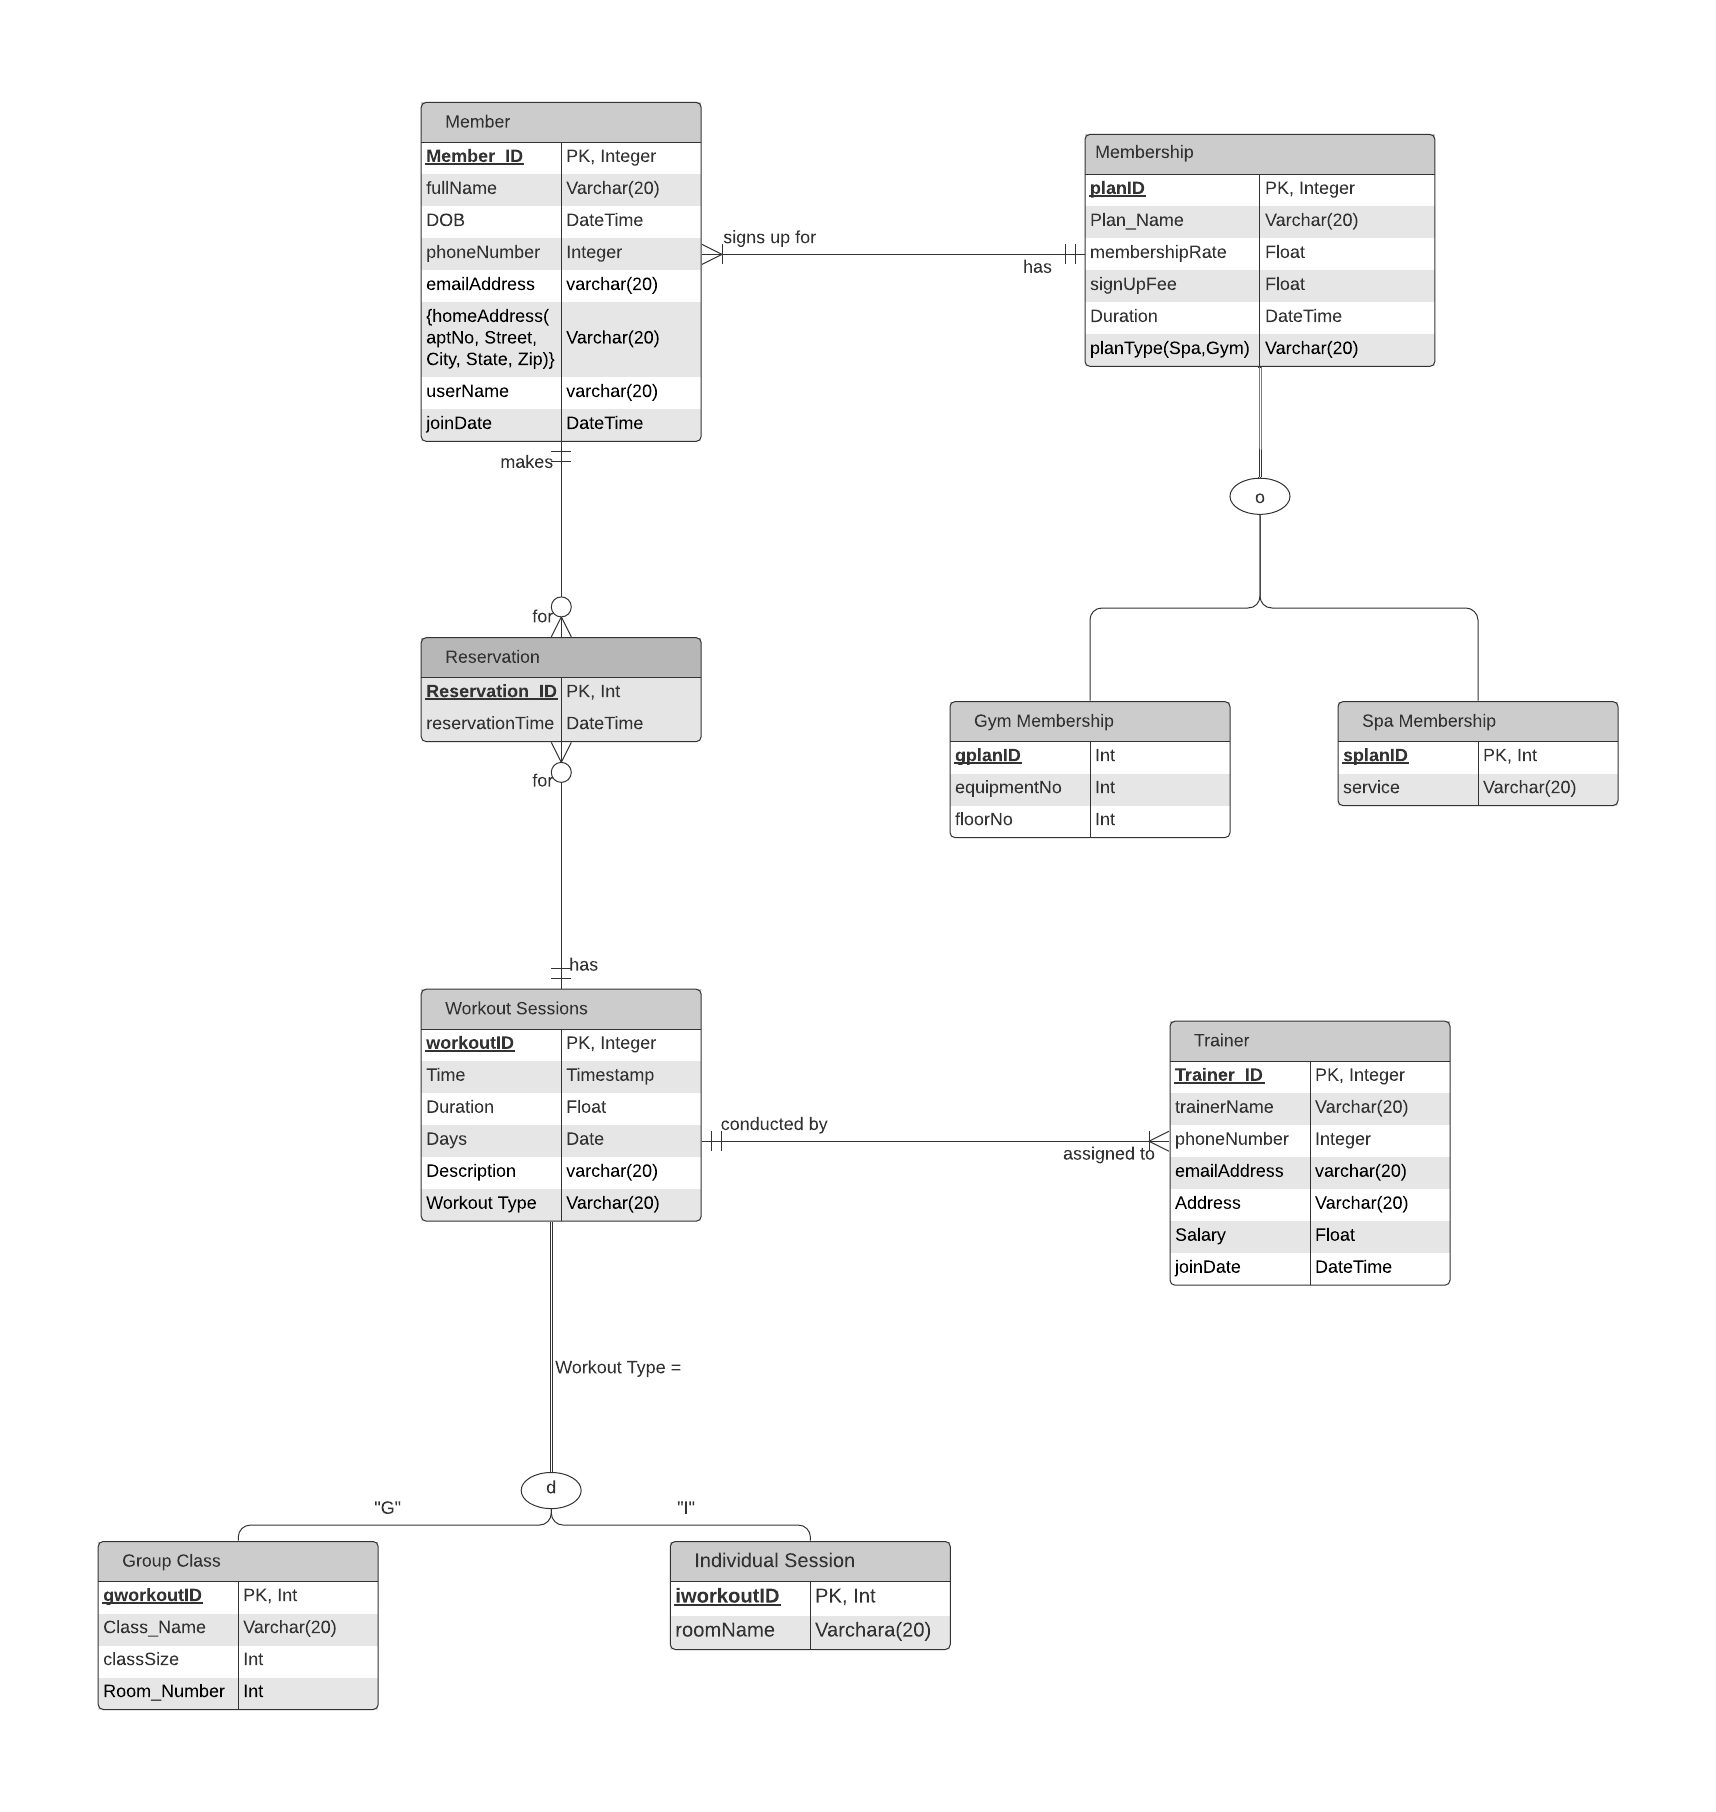 Member
Member_ID PK, Integer
fullName Varchar(20)
DOB DateTime
phoneNumber Integer
emailAddress varchar(20)
{homeAddress(
aptNo, Street,
City, State, Zip)} Varchar(20)
userName varchar(20)
joinDate DateTime
signs up for
has
Membership
planID PK, Integer
Plan_Name Varchar(20)
membershipRate Float
signUpFee Float
Duration DateTime
planType(Spa,Gym) Varchar(20)
makes
for
o
Reservation
Reservation_ID PK, Int
reservationTime DateTime
for
Gym Membership
gplanID Int
equipmentNo Int
floorNo Int
Spa Membership
splanID PK, Int
service Varchar(20)
has
Workout Sessions
workoutID PK, Integer
Time Timestamp
Duration Float
Days Date
Description varchar(20)
Workout Type Varchar(20)
conducted by
assigned to
Trainer
Trainer_ID PK, Integer
trainerName Varchar(20)
phoneNumber Integer
emailAddress varchar(20)
Address Varchar(20)
Salary Float
joinDate DateTime
Workout Type =
d
"G"
"I"
Group Class
gworkoutID PK, Int
Class_Name Varchar(20)
classSize Int
Room_Number Int
Individual Session
iworkoutID PK, Int
roomName Varchara(20)